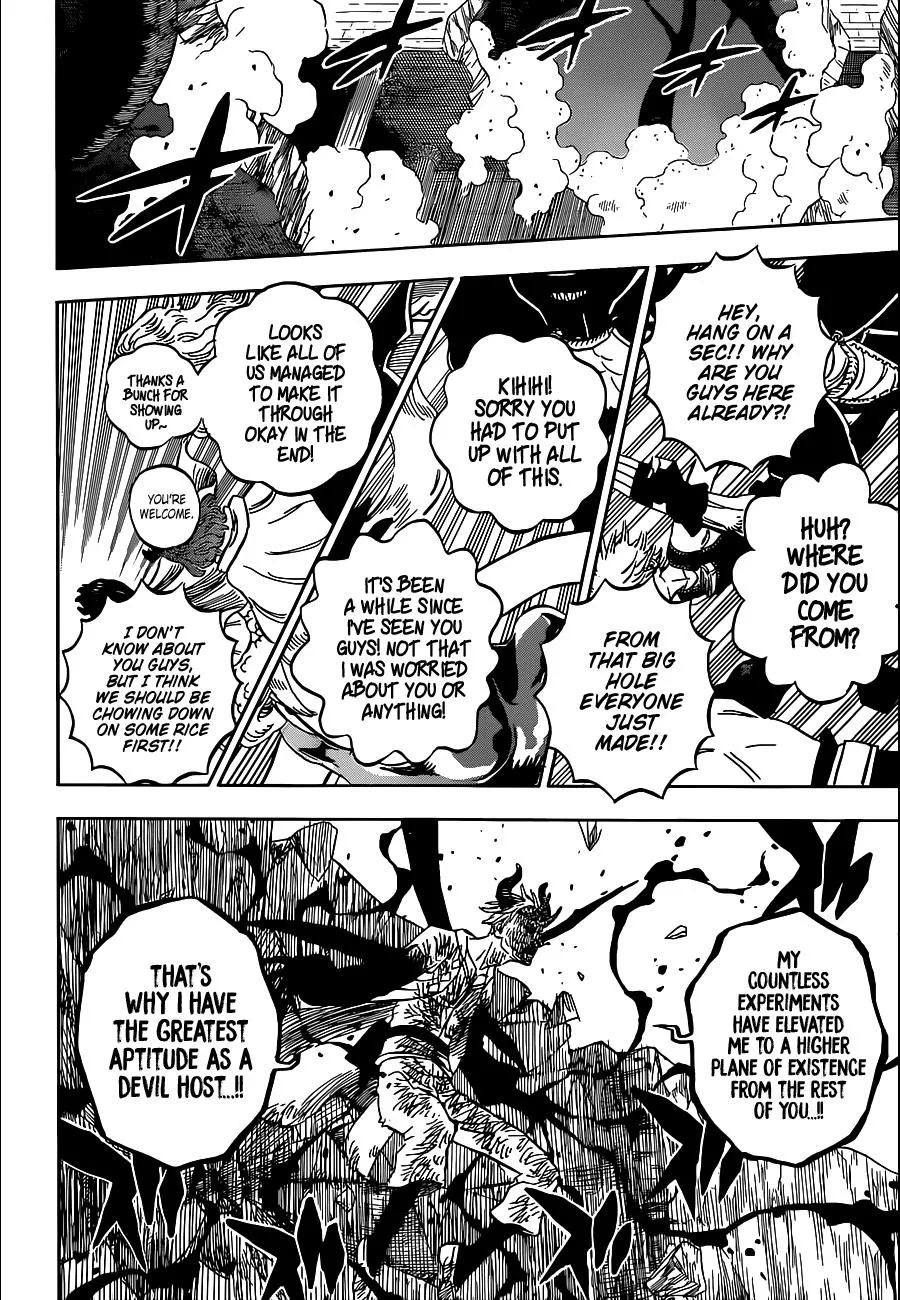 HEY,
HANG ON A
SEC!! WHY
ARE YOU
GUYS HERE
ALREADY?!
HUH?
WHERE
DID YOU
COME
FROM?
FROM
THAT BIG
HOLE
EVERYONE
JUST
MADE!!
KIHIHI!
SORRY YOU
HAD TO PUT
UP WITH ALL
OF THIS.
IT'S BEEN
A WHILE SINCE
I'VE SEEN YOU
GUYS! NOT THAT
I WAS WORRIED
ABOUT YOU OR
ANYTHING!
LOOKS
LIKE ALL OF
US MANAGED
TO MAKE IT
THROUGH
OKAY IN THE
END!
THANKS A
BUNCH FOR
SHOWING
UP~
YOU'RE
WELCOME.
I DON'T
KNOW ABOUT
YOU GUYS,
BUT I THINK
WE SHOULD BE
CHOWING DOWN
ON SOME RICE
FIRST!!
MY
COUNTLESS
EXPERIMENTS
HAVE ELEVATED
ME TO A HIGHER
PLANE OF EXISTENCE
FROM THE REST
OF YOU...!!
THAT'S
WHY I HAVE
THE GREATEST
APTITUDE AS A
DEVIL HOST...!!